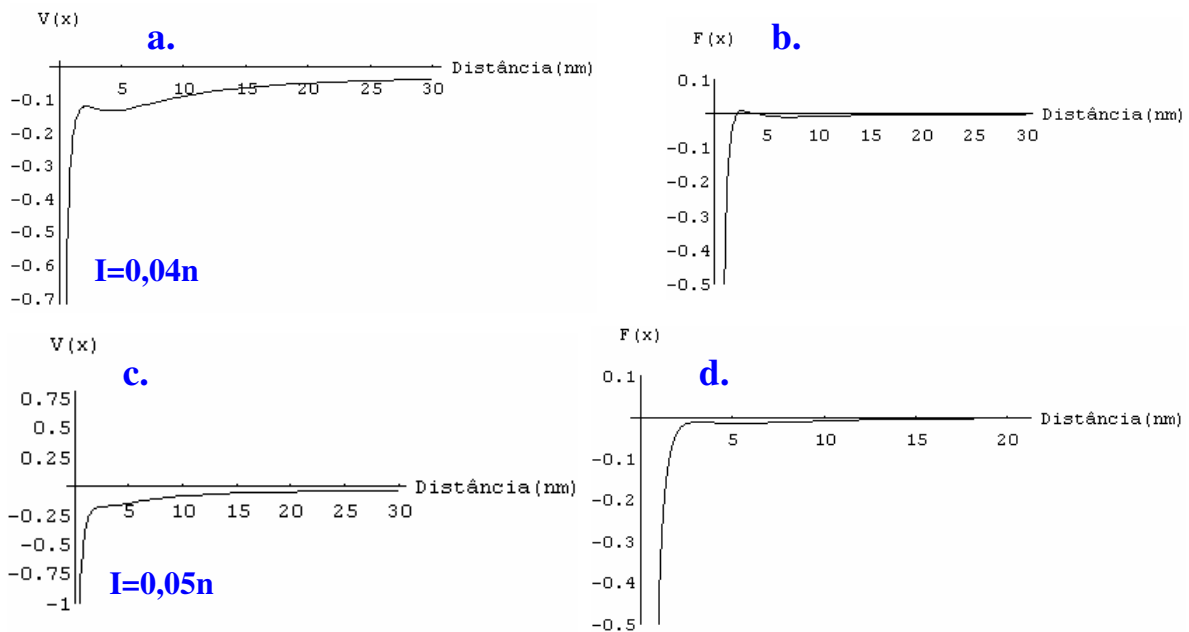 V(x)
a.
Distância(nm)
5 10 15 20 25 30
-0.1
-0.2
-0.3
-0.4
-0.5
-0.6
-0.7
I=0,04n
F(x)
b.
0.1
Distância(nm)
5 10 15 20 25 30
-0.1
-0.2
-0.3
-0.4
-0.5
V(x)
c.
0.75
0.5
0.25
Distância(nm)
5 10 15 20 25 30
-0.25
-0.5
-0.75
-1
I=0,05n
F(x)
d.
0.1
Distância(nm)
5 10 15 20
-0.1
-0.2
-0.3
-0.4
-0.5